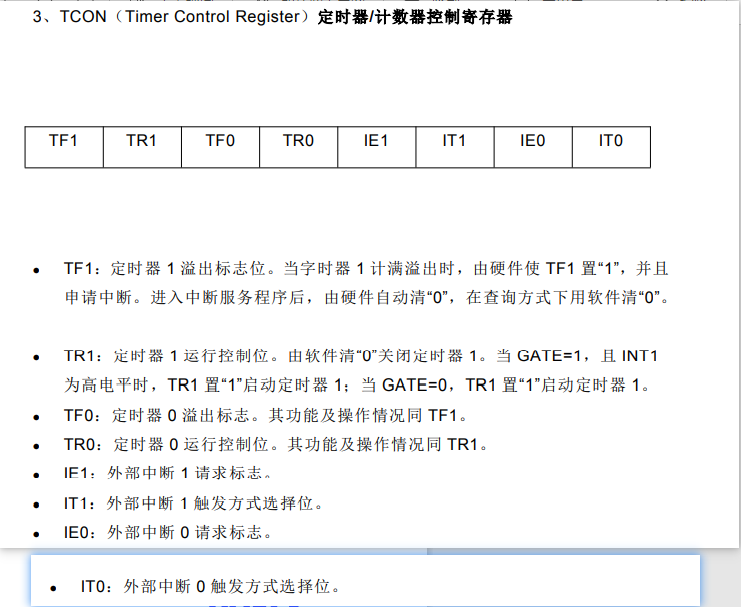 3、TCON（Timer Control Register）定时器/计数器控制寄存器
TF1 TR1 TF0 TR0 IE1 IT1 IE0 IT0
● TF1：定时器 1 溢出标志位。当字时器 1 计满溢出时，由硬件使 TF1 置“1”，并且
申请中断。进入中断服务程序后，由硬件自动清“0”，在查询方式下用软件清“0”。
● TR1：定时器 1 运行控制位。由软件清“0”关闭定时器 1。当 GATE=1，且 INT1
为高电平时，TR1 置“1”启动定时器 1；当 GATE=0，TR1 置“1”启动定时器 1。
● TF0：定时器 0 溢出标志。其功能及操作情况同 TF1。
● TR0：定时器 0 运行控制位。其功能及操作情况同 TR1。
● IE1：外部中断 1 请求标志。
● IT1：外部中断 1 触发方式选择位。
● IE0：外部中断 0 请求标志。
● IT0：外部中断 0 触发方式选择位。